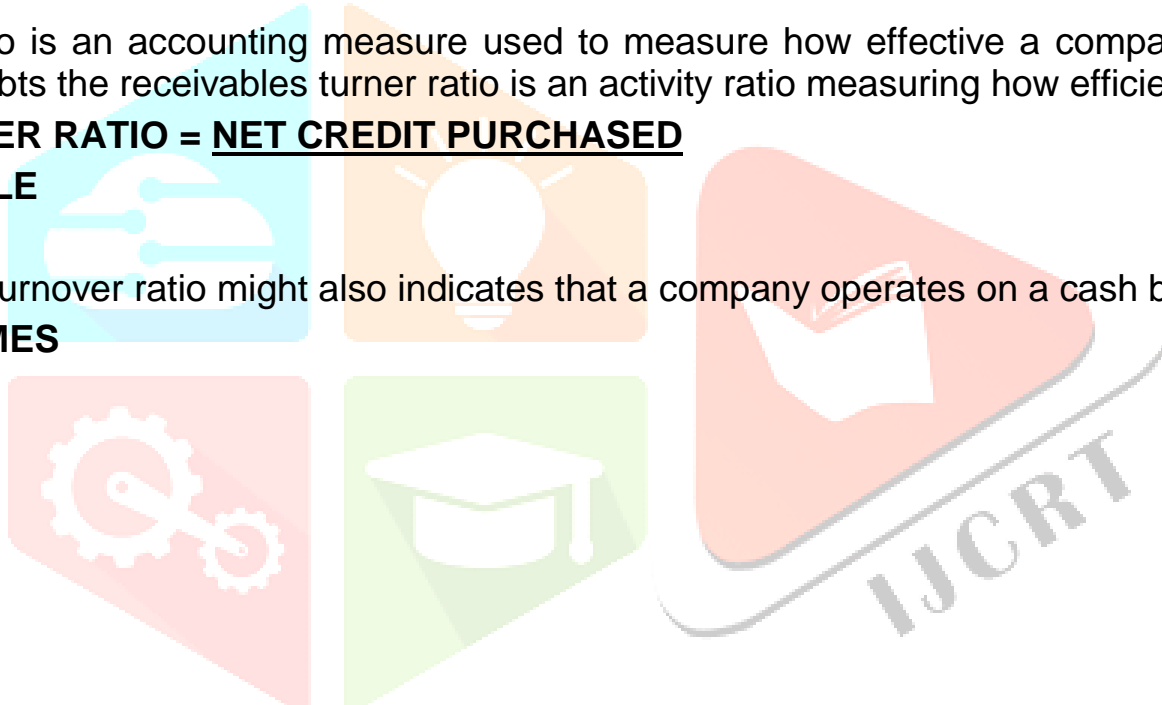 o is an accounting measure used to measure how effective a compa
bts the receivables turner ratio is an activity ratio measuring how efficie
ER RATIO = NET CREDIT PURCHASED
LE
urnover ratio might also indicates that a company operates on a cash b
MES
IJCRT